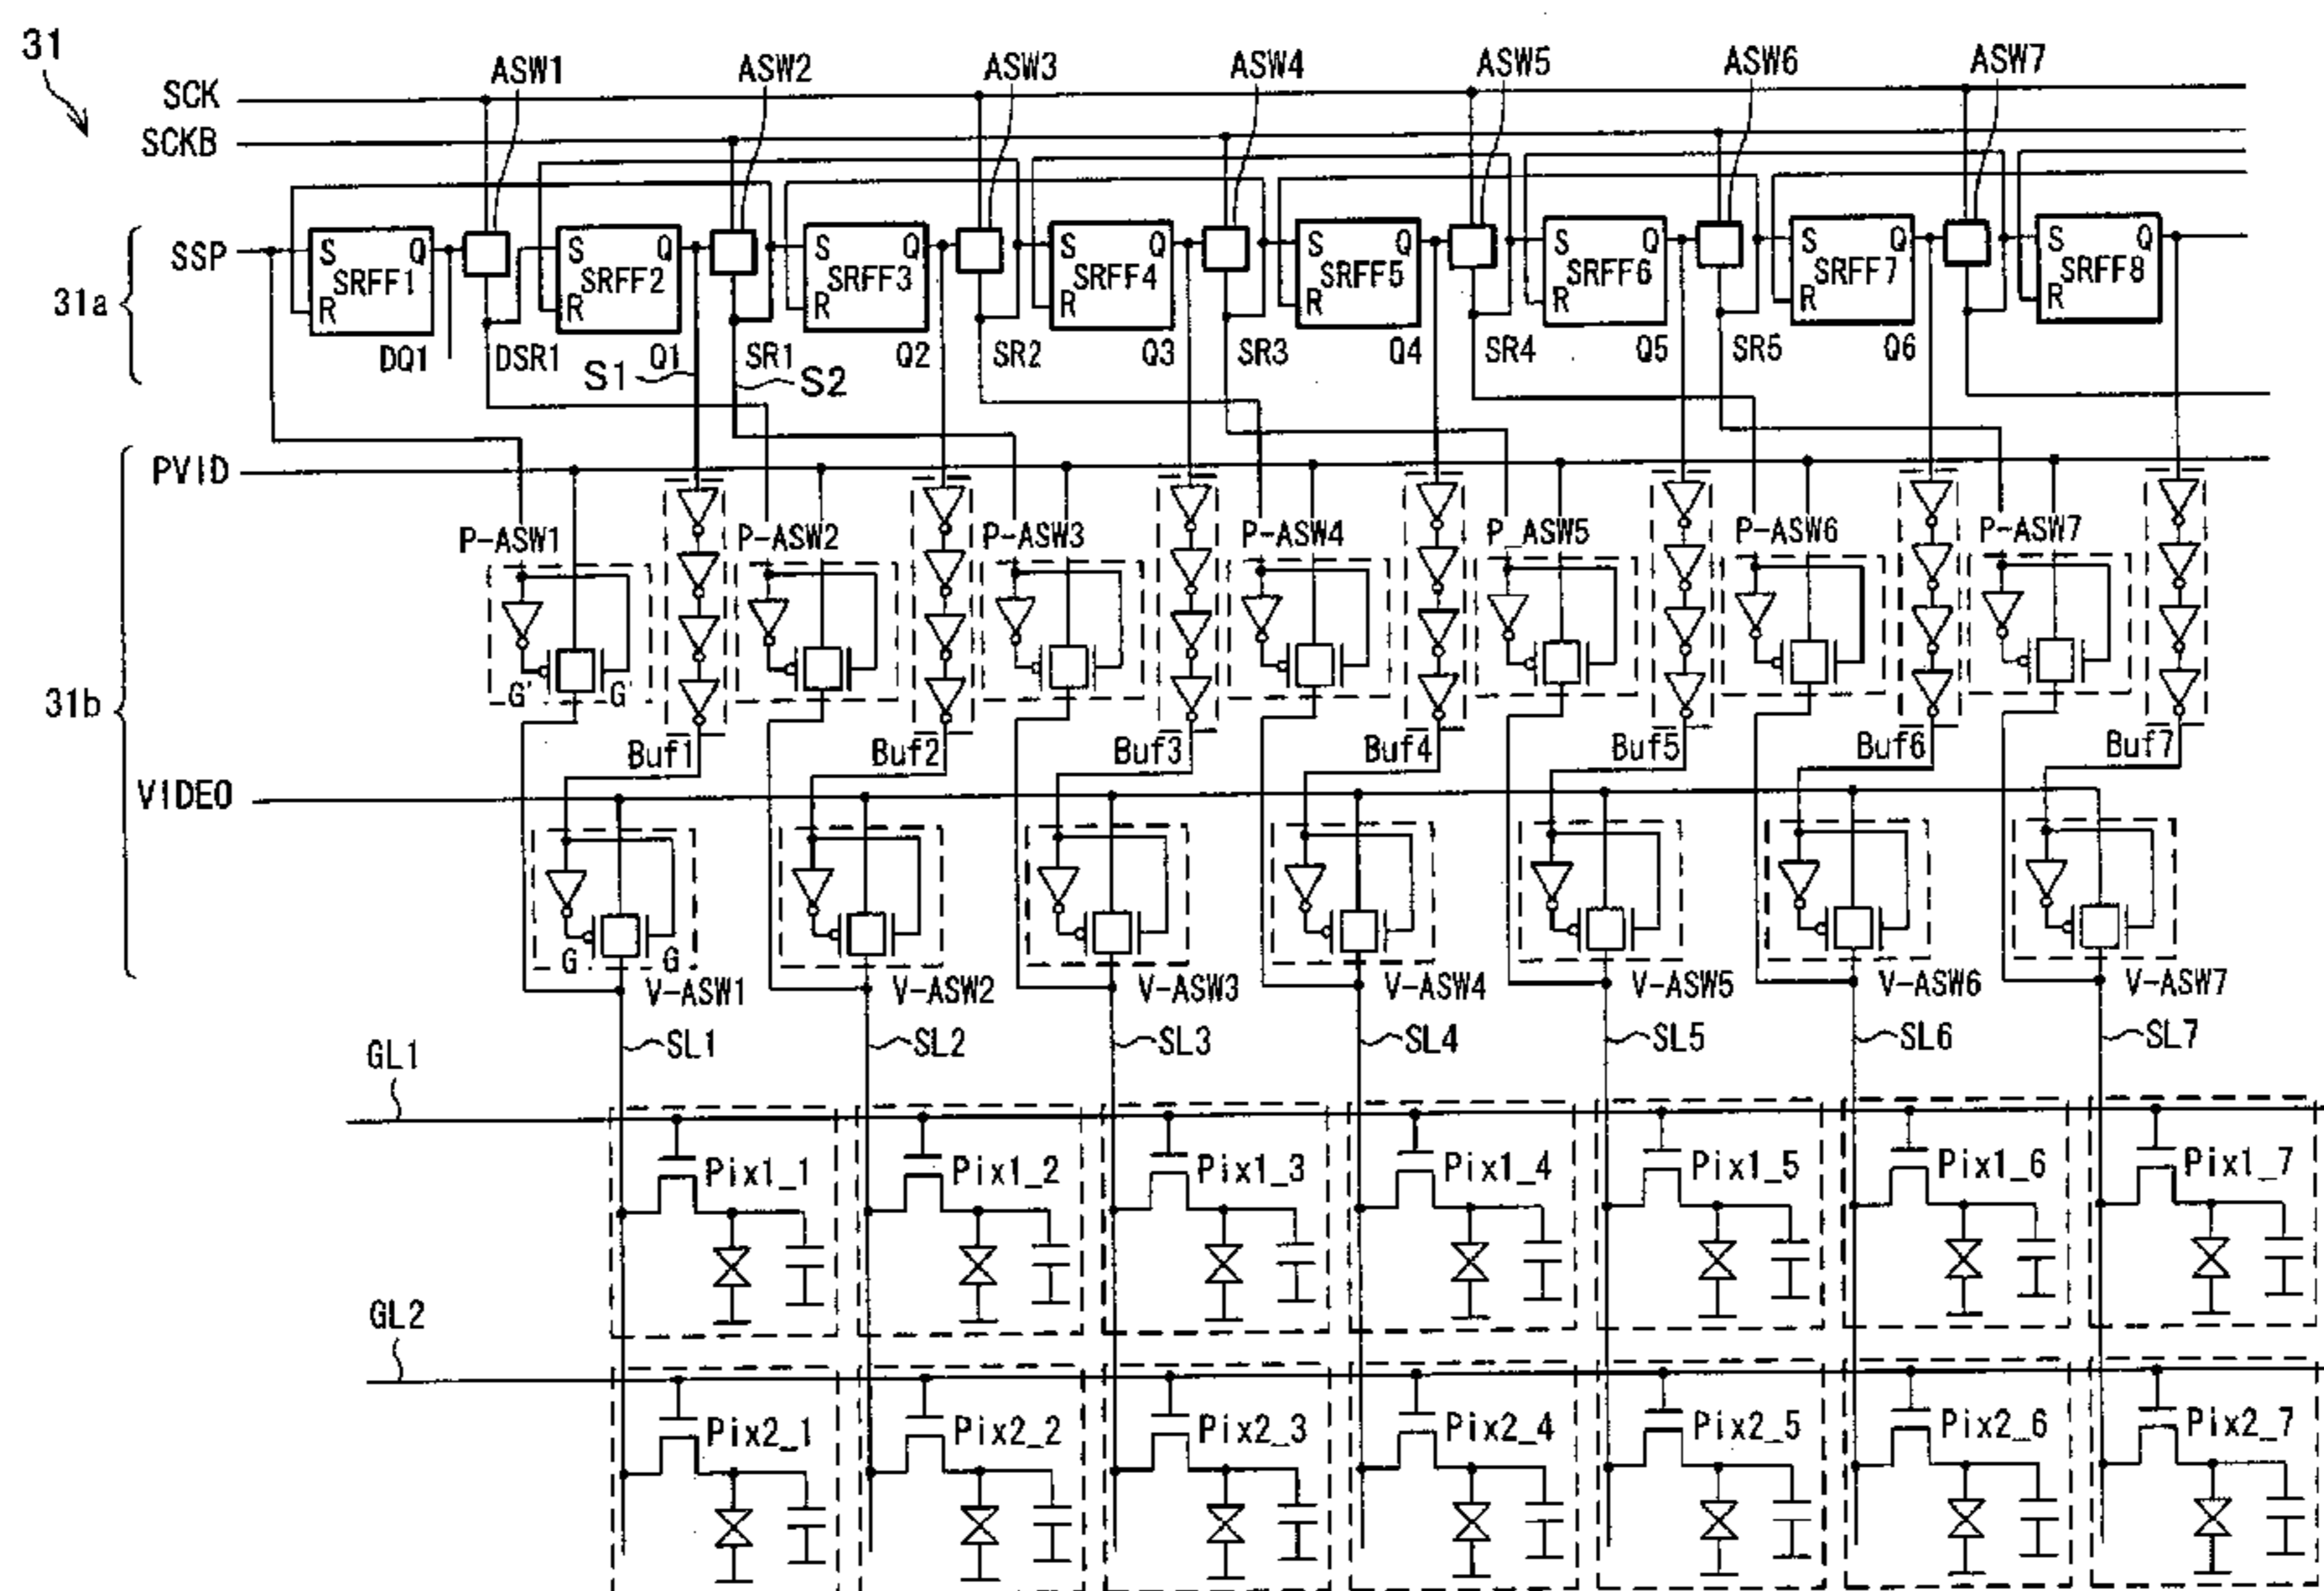 31
ASW1 ASW2 ASW3 ASW4 ASW5 ASW6 ASW7
SCK
SCKB
SSP
31a
S Q S Q S Q S Q S Q S Q S Q S Q
SRFF1 SRFF2 SRFF3 SRFF4 SRFF5 SRFF6 SRFF7 SRFF8
R R R R R R R R
DQ1 DSR1 Q1 SR1 Q2 SR2 Q3 SR3 Q4 SR4 Q5 SR5 Q6
S1 S2
PVID
P-ASW1 P-ASW2 P-ASW3 P-ASW4 P_ASW5 P-ASW6 P-ASW7
31b
G' G'
Buf1 Buf2 Buf3 Buf4 Buf5 Buf6 Buf7
VIDEO
G G
V-ASW1 V-ASW2 V-ASW3 V-ASW4 V-ASW5 V-ASW6 V-ASW7
SL1 SL2 SL3 SL4 SL5 SL6 SL7
GL1
Pix1_1 Pix1_2 Pix1_3 Pix1_4 Pix1_5 Pix1_6 Pix1_7
GL2
Pix2_1 Pix2_2 Pix2_3 Pix2_4 Pix2_5 Pix2_6 Pix2_7